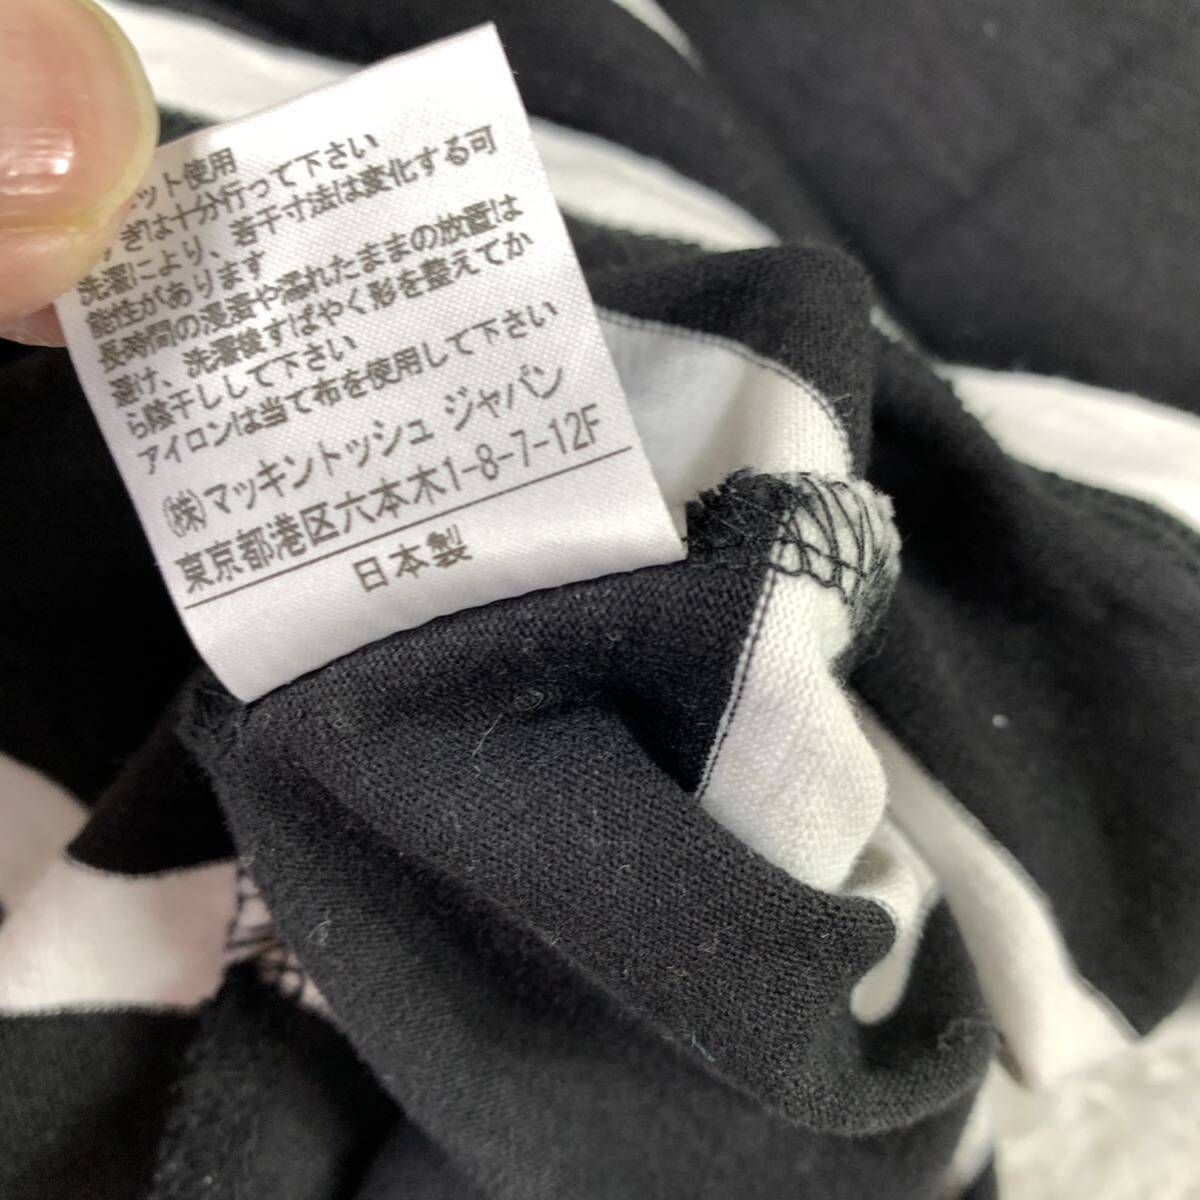 ット使用
ぎは十分行って下さい
洗濯により、若干寸法は変化する可
能性があります
長時間の浸漬や濡れたままの放置は
避け、洗濯後すばやく形を整えてか
ら陰干しして下さい
アイロンは当て布を使用して下さい
㈱マッキントッシュ ジャパン
東京都港区六本木1-8-7-12F
日本製